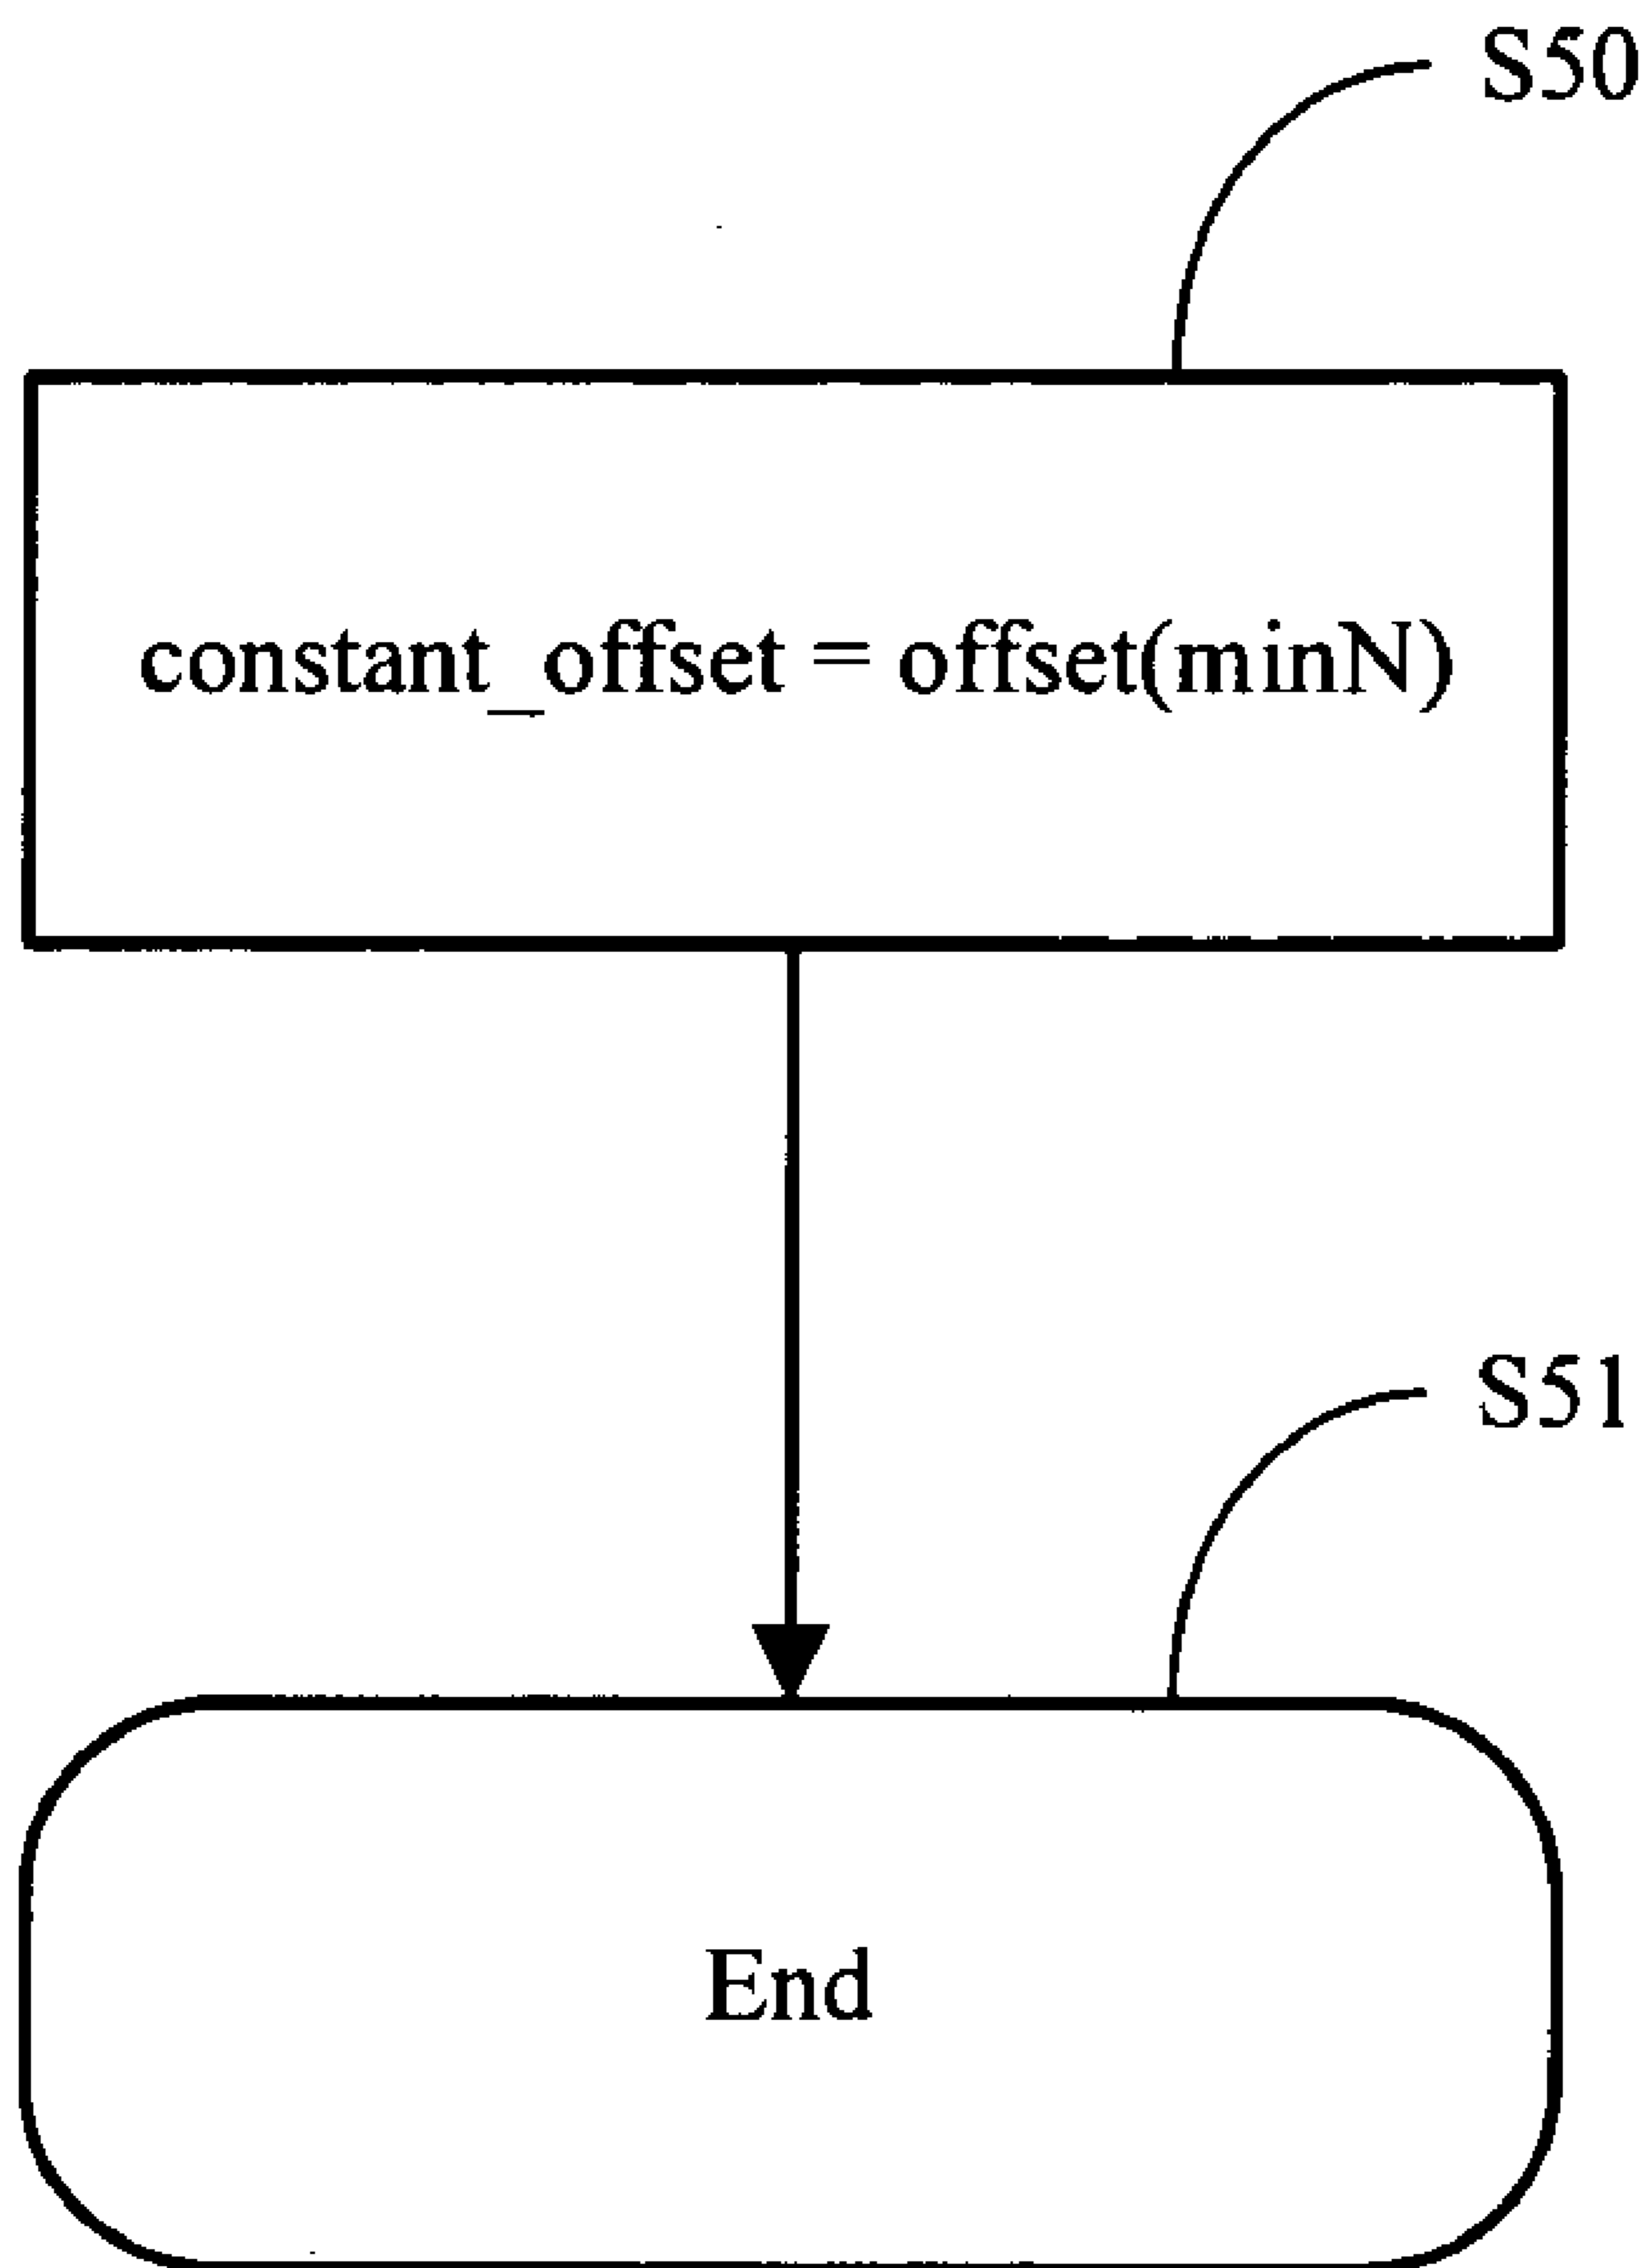 S50
constant_offset = offset(minN)
S51
End